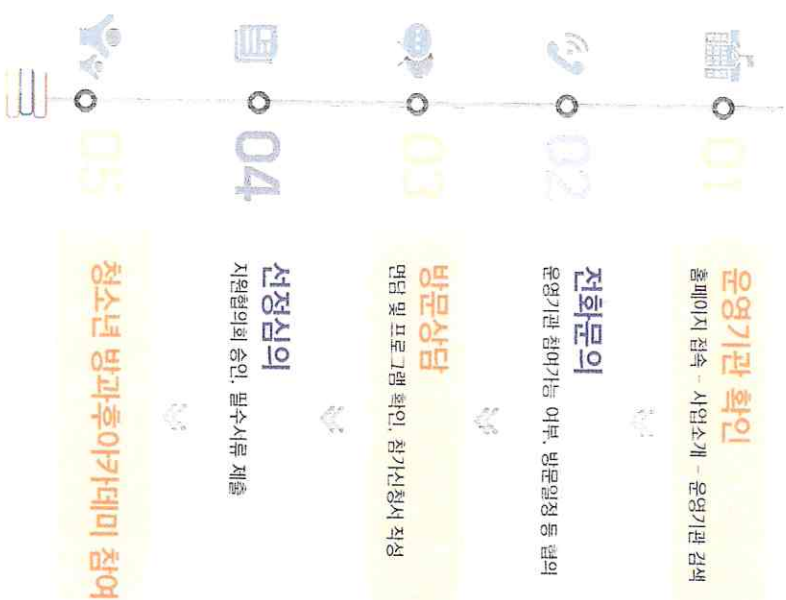 01
운영기관 확인
홈페이지 접속 - 사업소개 - 운영기관 검색
02
전화문의
운영기관 참여가능 여부, 방문일정 등 협의
03
방문상담
면담 및 프로그램 확인, 참가신청서 작성
04
선정심의
지원협의회 승인, 필수서류 제출
05
청소년 방과후아카데미 참여